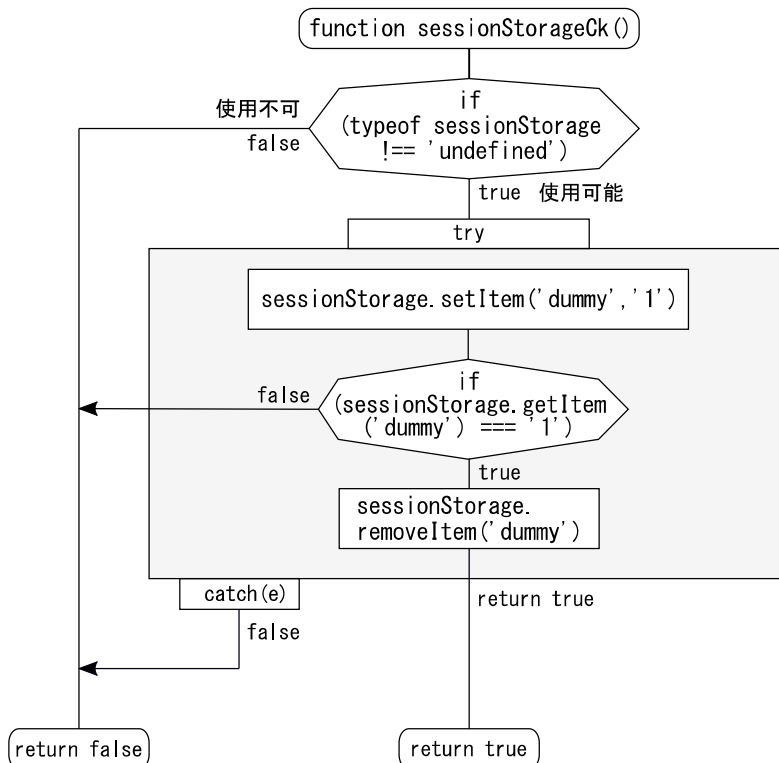 function sessionStorageCk()
使用不可
if
(typeof sessionStorage
!== 'undefined')
false
true 使用可能
try
sessionStorage.setItem('dummy','1')
if
(sessionStorage.getItem
('dummy') === '1')
false
true
sessionStorage.
removeItem('dummy')
catch(e)
return true
false
return false
return true